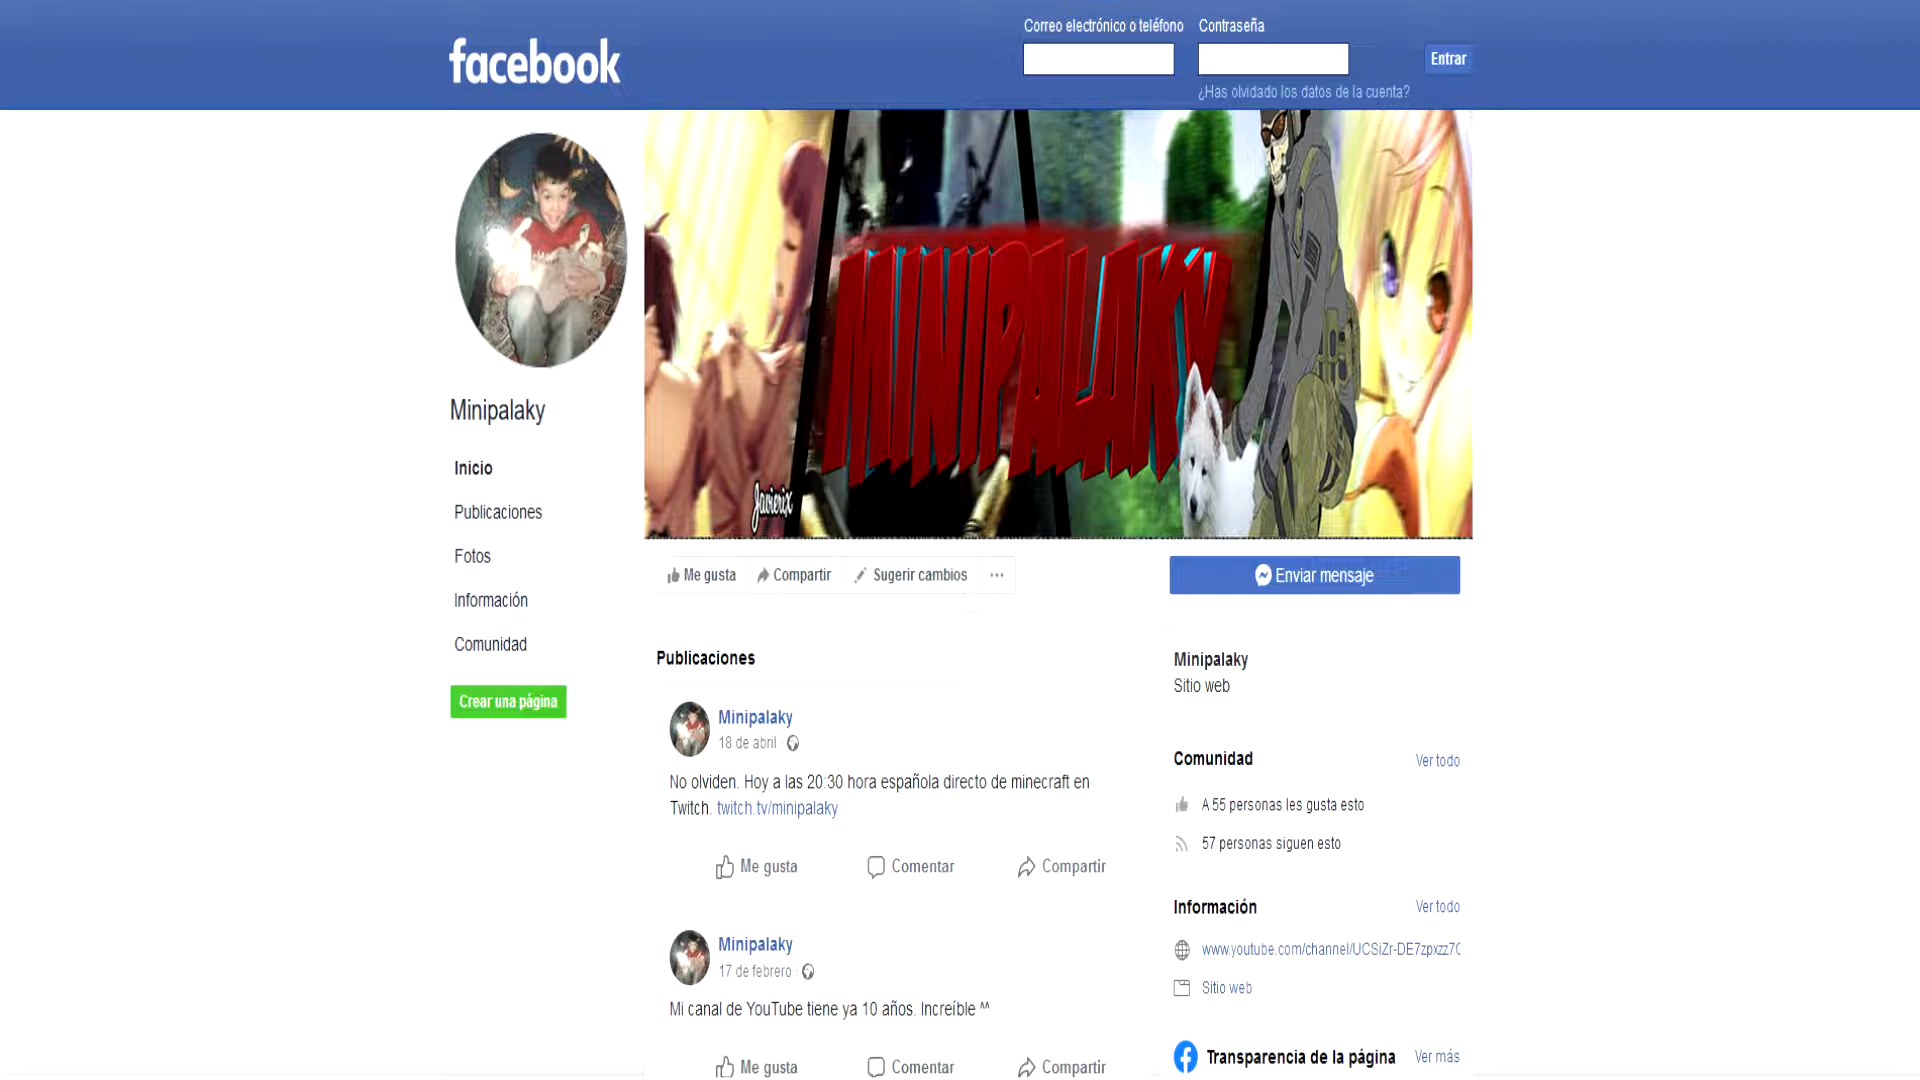 facebook
Correo electrónico o teléfono
Contraseña
Entrar
¿Has olvidado los datos de la cuenta?
MINIPALAKY
Javierix
Minipalaky
Inicio
Publicaciones
Fotos
Información
Comunidad
Crear una página
Me gusta
Compartir
Sugerir cambios
Enviar mensaje
Publicaciones
Minipalaky
18 de abril ·
No olviden. Hoy a las 20:30 hora española directo de minecraft en
Twitch. twitch.tv/minipalaky
Me gusta
Comentar
Compartir
Minipalaky
17 de febrero ·
Mi canal de YouTube tiene ya 10 años. Increíble ^^
Me gusta
Comentar
Compartir
Minipalaky
Sitio web
Comunidad
Ver todo
A 55 personas les gusta esto
57 personas siguen esto
Información
Ver todo
www.youtube.com/channel/UCSiZr-DE7zpxzz7
Sitio web
Transparencia de la página
Ver más